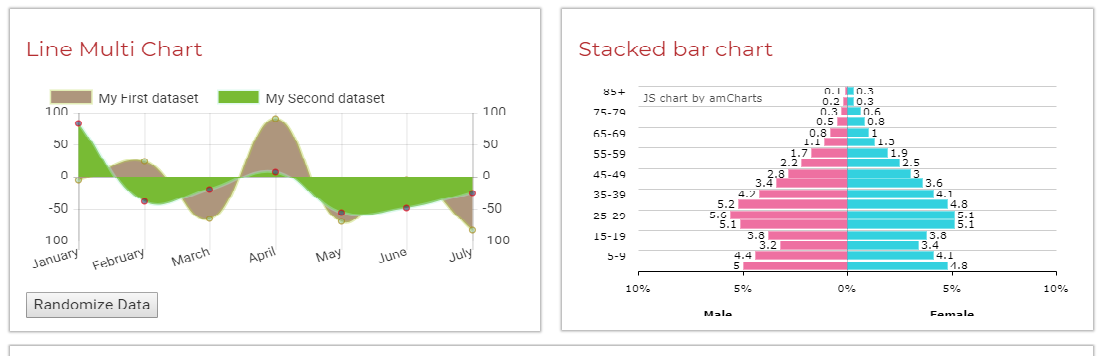 Line Multi Chart
My First dataset My Second dataset
100 100
50 50
0 0
-50 -50
100 100
January February March April May June July
Randomize Data
Stacked bar chart
JS chart by amCharts
85+ 0.1 0.3
0.2 0.3
75-79 0.3 0.6
0.5 0.8
65-69 0.8 1
1.1 1.3
55-59 1.7 1.9
2.2 2.5
45-49 2.8 3
3.4 3.6
35-39 4.2 4.1
5.2 4.8
25-29 5.6 5.1
5.1 5.1
15-19 3.8 3.8
3.2 3.4
5-9 4.4 4.1
5 4.8
10% 5% 0% 5% 10%
Male Female